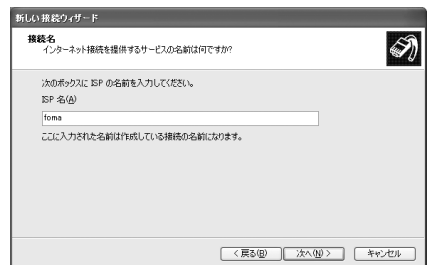 新しい接続ウィザード
接続名
インターネット接続を提供するサービスの名前は何ですか?
次のボックスに ISP の名前を入力してください。
ISP 名(A)
foma
ここに入力された名前は作成している接続の名前になります。
< 戻る(B)
次へ(N) >
キャンセル